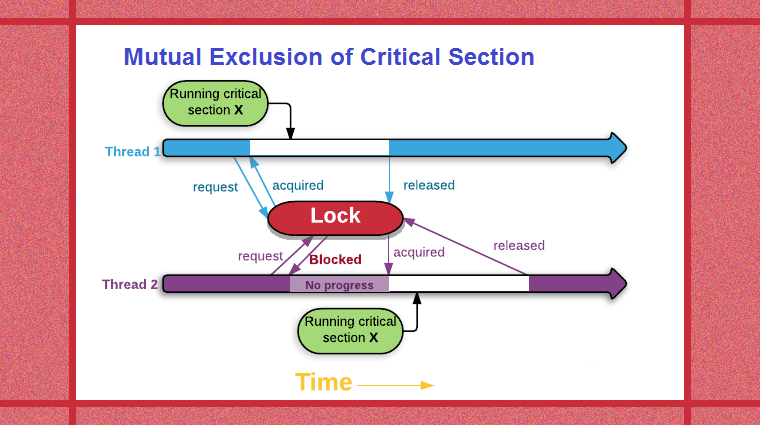 Mutual Exclusion of Critical Section
Running critical
section X
Thread 1
request
acquired
released
Lock
request
Blocked
acquired
released
Thread 2
No progress
Running critical
section X
Time